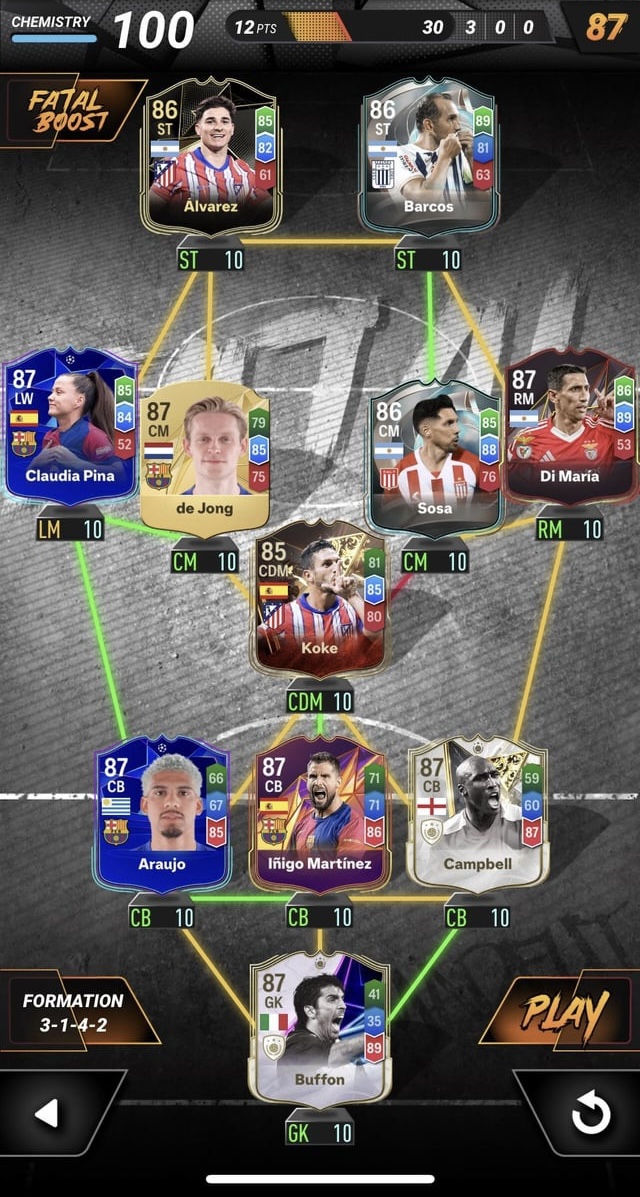 CHEMISTRY 100 12 PTS 30 3 0 0 87
FATAL
BOOST
86
ST
85
82
61
Álvarez
ST 10
86
ST
89
81
63
Barcos
ST 10
87
LW
85
84
52
Claudia Pina
LM 10
87
CM
79
85
75
de Jong
CM 10
86
CM
85
88
76
Sosa
CM 10
87
RM
86
89
53
Di María
RM 10
85
CDM
81
85
80
Koke
CDM 10
87
CB
66
67
85
Araujo
CB 10
87
CB
71
71
86
Iñigo Martínez
CB 10
87
CB
59
60
87
Campbell
CB 10
87
GK
41
35
89
Buffon
GK 10
FORMATION
3-1-4-2
PLAY